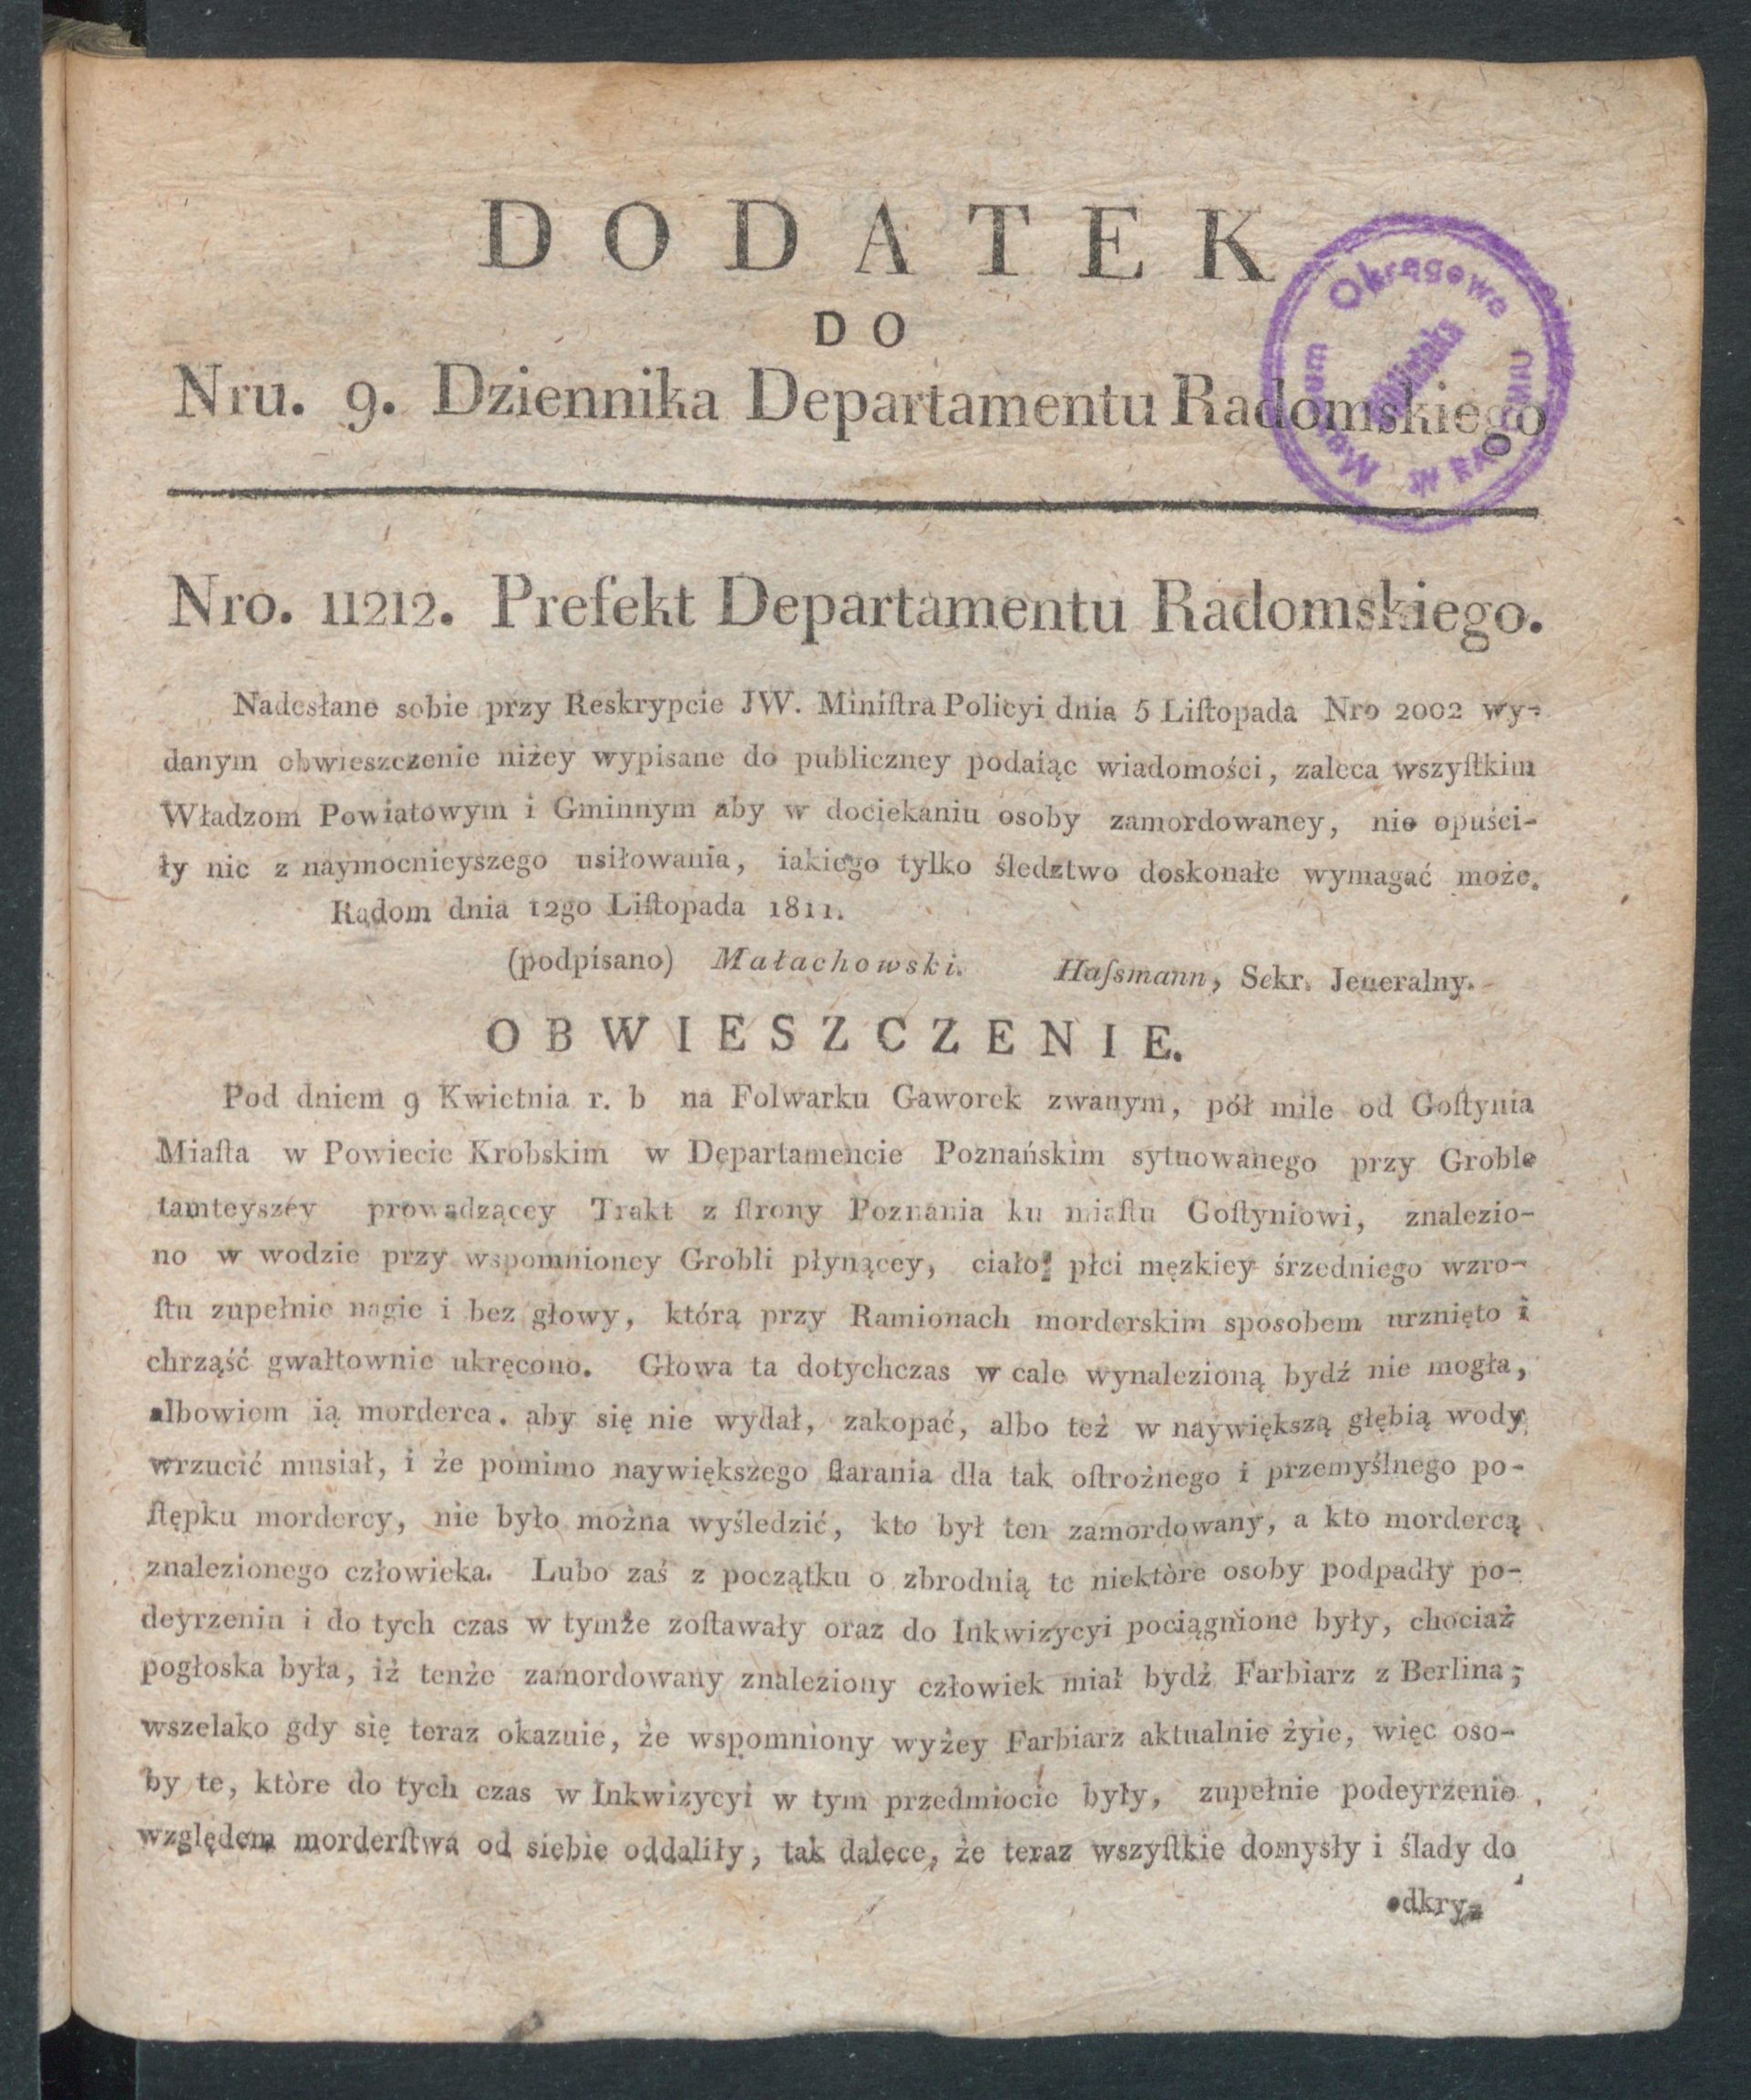 DODATEK
DO
Nru. 9. Dziennika Departamentu Radomskiego
Muzeum Okręgowe
Biblioteka
W RADOMIU
Nro. 11212. Prefekt Departamentu Radomskiego.
Nadesłane sobie przy Reskrypcie JW. Miniſtra Policyi dnia 5 Liſtopada Nro 2002 wy-
danym obwieszczenie niżey wypisane do publiczney podaiąc wiadomości, zaleca wszyſtkim
Władzom Powiatowym i Gminnym aby w dociekaniu osoby zamordowaney, nie opuści-
ły nic z naymocnieyszego usiłowania, iakiego tylko śledztwo doskonałe wymagać może.
Radom dnia 12go Liſtopada 1811.
(podpisano) Małachowski. Haſsmann, Sekr. Jeneralny.
OBWIESZCZENIE.
Pod dniem 9 Kwietnia r. b na Folwarku Gaworek zwanym, pół mile od Goſtynia
Miaſta w Powiecie Krobskim w Departamencie Poznańskim sytuowanego przy Groble
tamteyszey prowadzącey Trakt z ſtrony Poznania ku miaſtu Goſtyniowi, znalezio-
no w wodzie przy wspomnioney Grobli płynącey, ciało płci męzkiey śrzedniego wzro-
ſtu zupełnie nagie i bez głowy, którą przy Ramionach morderskim sposobem urznięto i
chrząść gwałtownie ukręcono. Głowa ta dotychczas w cale wynalezioną bydź nie mogła,
albowiem ią morderca. aby się nie wydał, zakopać, albo też w naywiększą głębią wody
wrzucić musiał, i że pomimo naywiększego ſtarania dla tak oſtrożnego i przemyślnego po-
ſtępku mordercy, nie było można wyśledzić, kto był ten zamordowany, a kto mordercą
znalezionego człowieka. Lubo zaś z początku o zbrodnią te niektòre osoby podpadły po-
deyrzeniu i do tych czas w tymże zoſtawały oraz do Inkwizycyi pociągnione były, chociaż
pogłoska była, iż tenże zamordowany znaleziony człowiek miał bydź Farbiarz z Berlina;
wszelako gdy się teraz okazuie, że wspomniony wyżey Farbiarz aktualnie żyie, więc oso-
by te, które do tych czas w Inkwizycyi w tym przedmiocie były, zupełnie podeyrzenie
względem morderſtwa od siebie oddaliły, tak dalece, że teraz wszyſtkie domysły i ślady do
odkry-